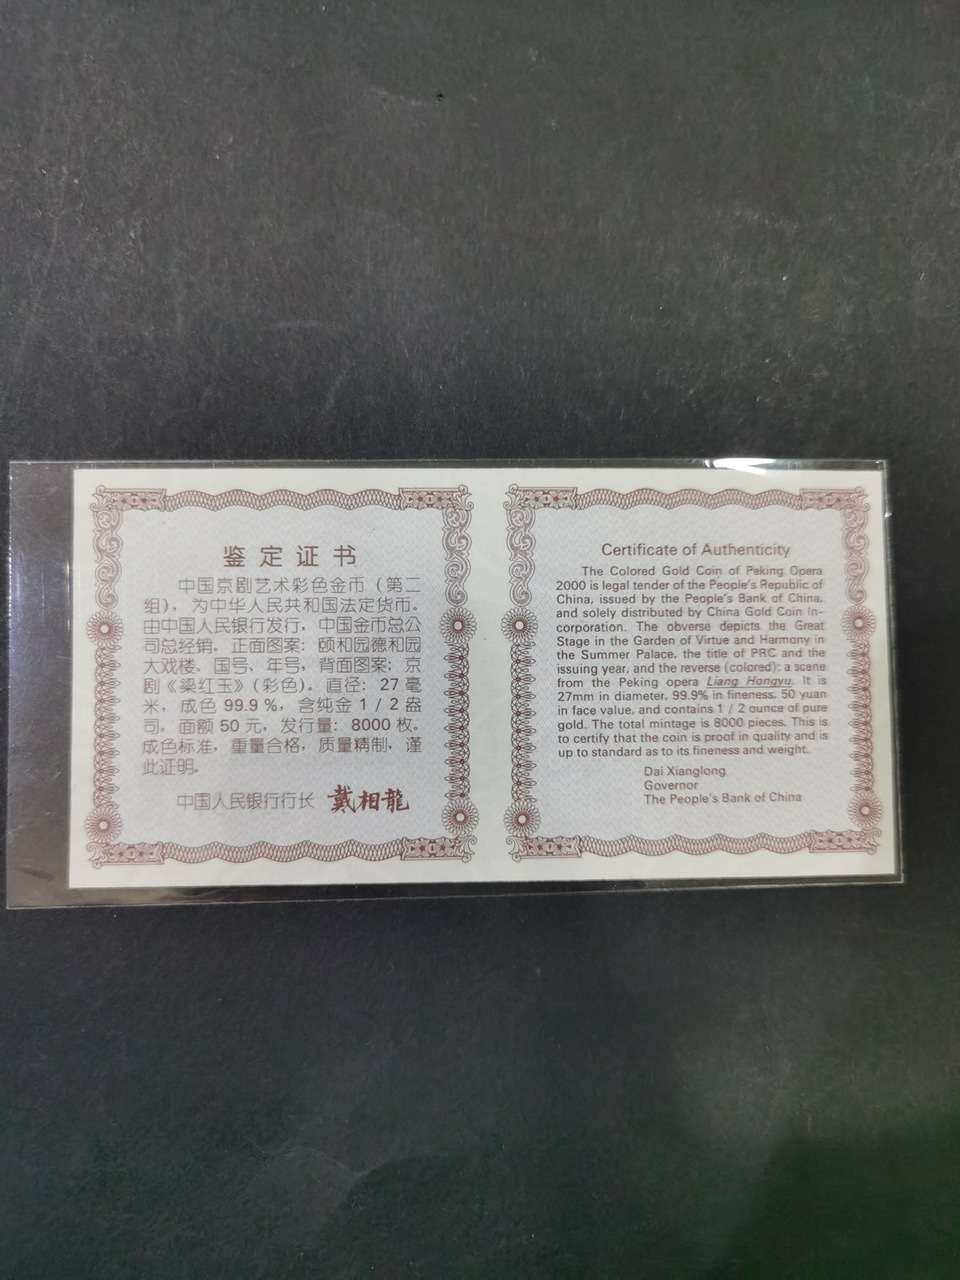 鉴定证书
中国京剧艺术彩色金币（第二
组），为中华人民共和国法定货币。
由中国人民银行发行，中国金币总公
司总经销。正面图案：颐和园德和园
大戏楼、国号、年号，背面图案：京
剧《梁红玉》（彩色）。直径：27毫
米，成色99.9%，含纯金1/2盎
司，面额50元，发行量：8000枚。
成色标准，重量合格，质量精制，谨
此证明。
中国人民银行行长 戴相龍
Certificate of Authenticity
The Colored Gold Coin of Peking Opera
2000 is legal tender of the People's Republic of
China, issued by the People's Bank of China,
and solely distributed by China Gold Coin In-
corporation. The obverse depicts the Great
Stage in the Garden of Virtue and Harmony in
the Summer Palace, the title of PRC and the
issuing year, and the reverse (colored): a scene
from the Peking opera Liang Hongyu. It is
27mm in diameter, 99.9% in fineness, 50 yuan
in face value, and contains 1 / 2 ounce of pure
gold. The total mintage is 8000 pieces. This is
to certify that the coin is proof in quality and is
up to standard as to its fineness and weight.
Dai Xianglong
Governor
The People's Bank of China